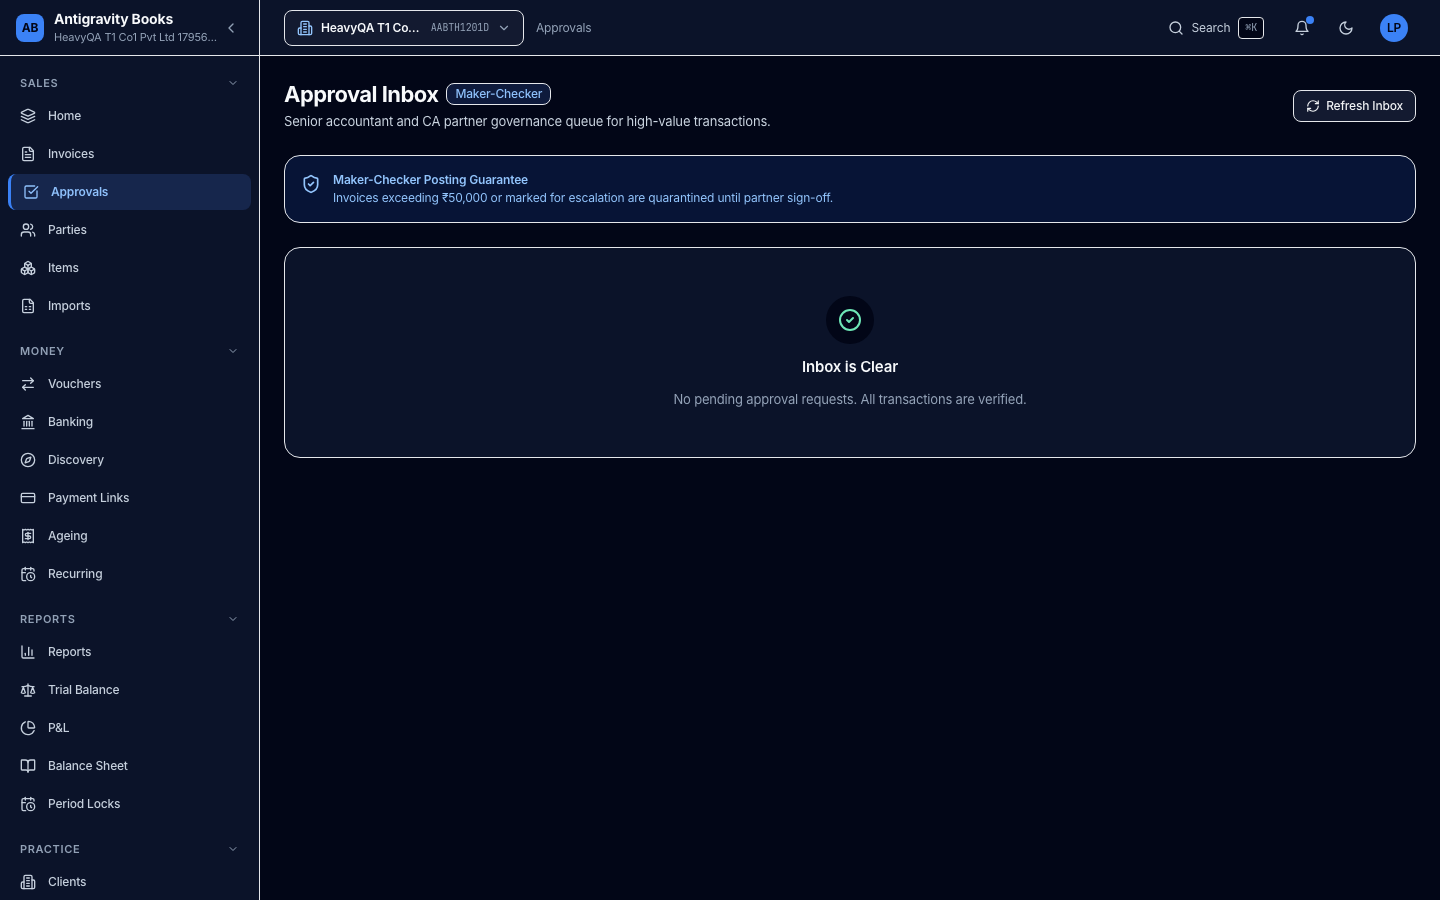 AB
Antigravity Books
HeavyQA T1 Co1 Pvt Ltd 17956...
SALES
Home
Invoices
Approvals
Parties
Items
Imports
MONEY
Vouchers
Banking
Discovery
Payment Links
Ageing
Recurring
REPORTS
Reports
Trial Balance
P&L
Balance Sheet
Period Locks
PRACTICE
Clients
HeavyQA T1 Co... AABTH1201D
Approvals
Search ⌘K
LP
Approval Inbox Maker-Checker
Senior accountant and CA partner governance queue for high-value transactions.
Refresh Inbox
Maker-Checker Posting Guarantee
Invoices exceeding ₹50,000 or marked for escalation are quarantined until partner sign-off.
Inbox is Clear
No pending approval requests. All transactions are verified.